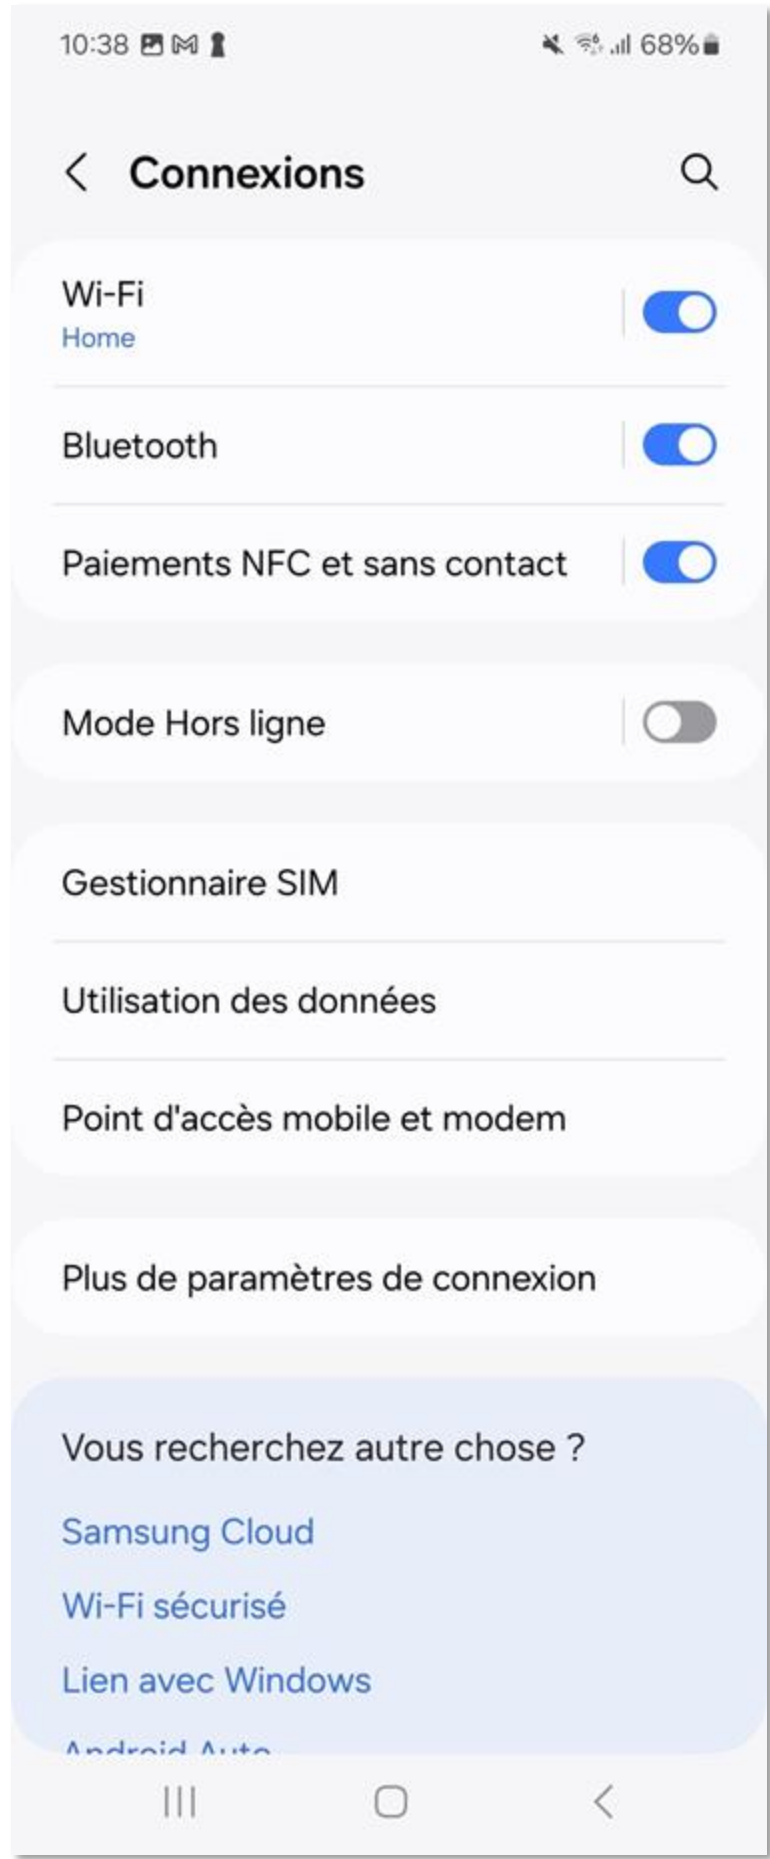 10:38 68%
Connexions
Wi-Fi
Home
Bluetooth
Paiements NFC et sans contact
Mode Hors ligne
Gestionnaire SIM
Utilisation des données
Point d'accès mobile et modem
Plus de paramètres de connexion
Vous recherchez autre chose ?
Samsung Cloud
Wi-Fi sécurisé
Lien avec Windows
Android Auto